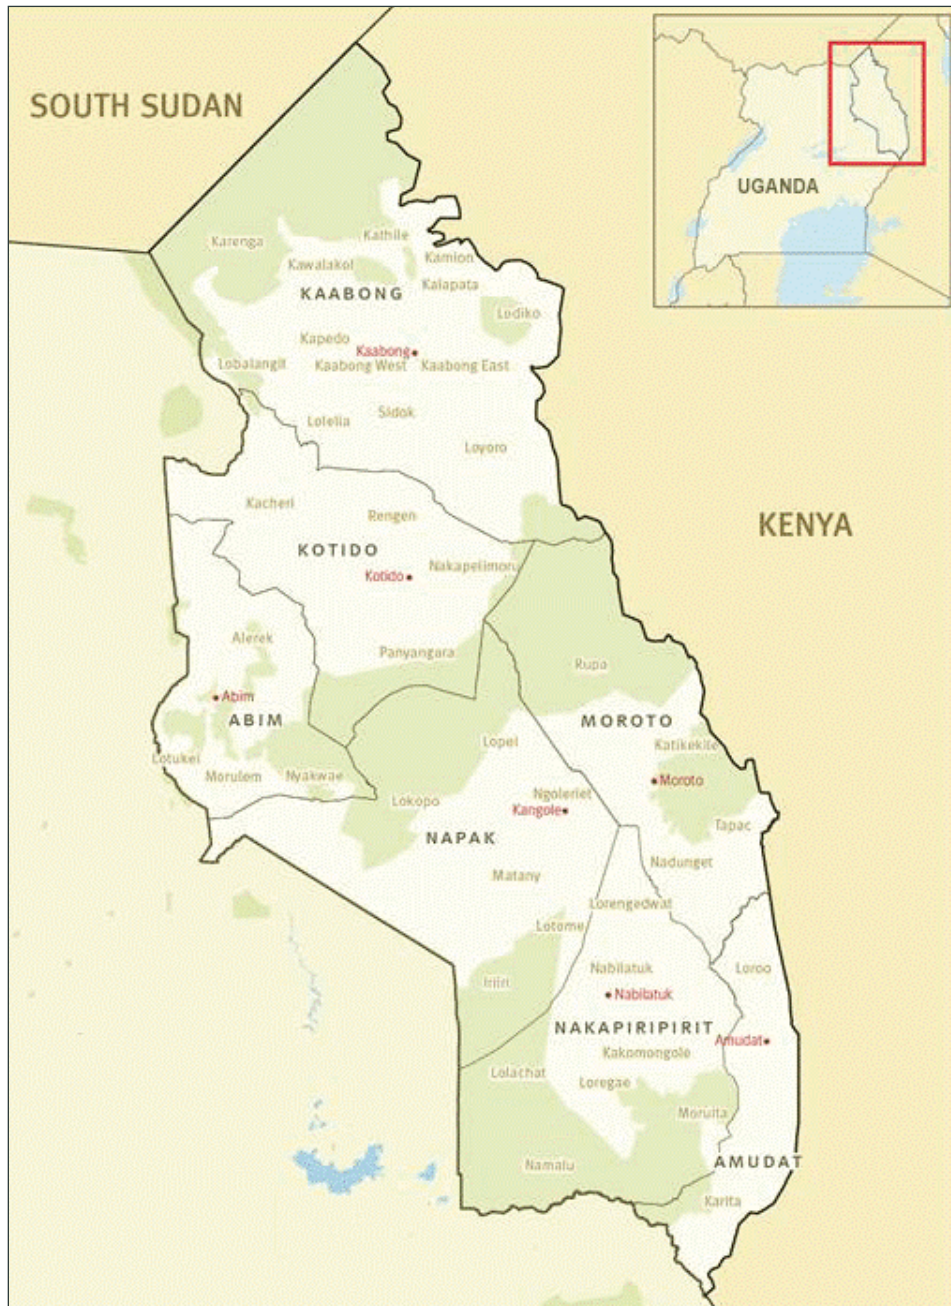 SOUTH SUDAN
UGANDA
Karenga
Kathile
Kawalakol
Kamion
KAABONG
Kalapata
Lodiko
Kapedo
Kaabong
Lobalangit
Kaabong West
Kaabong East
Lolelia
Sidok
Loyoro
Kacheri
Rengen
KENYA
KOTIDO
Nakapelimoru
Kotido
Alerek
Panyangara
Rupa
Abim
ABIM
MOROTO
Lopei
Katikekile
Lotukei
Morulem
Nyakwae
Moroto
Ngoleriet
Lokopo
Kangole
Tapac
NAPAK
Nadunget
Matany
Lorengedwat
Lotome
Nabilatuk
Loroo
Iriiri
Nabilatuk
NAKAPIRIPIRIT
Amudat
Kakomongole
Lolachat
Loregae
Moruita
Namalu
AMUDAT
Karita